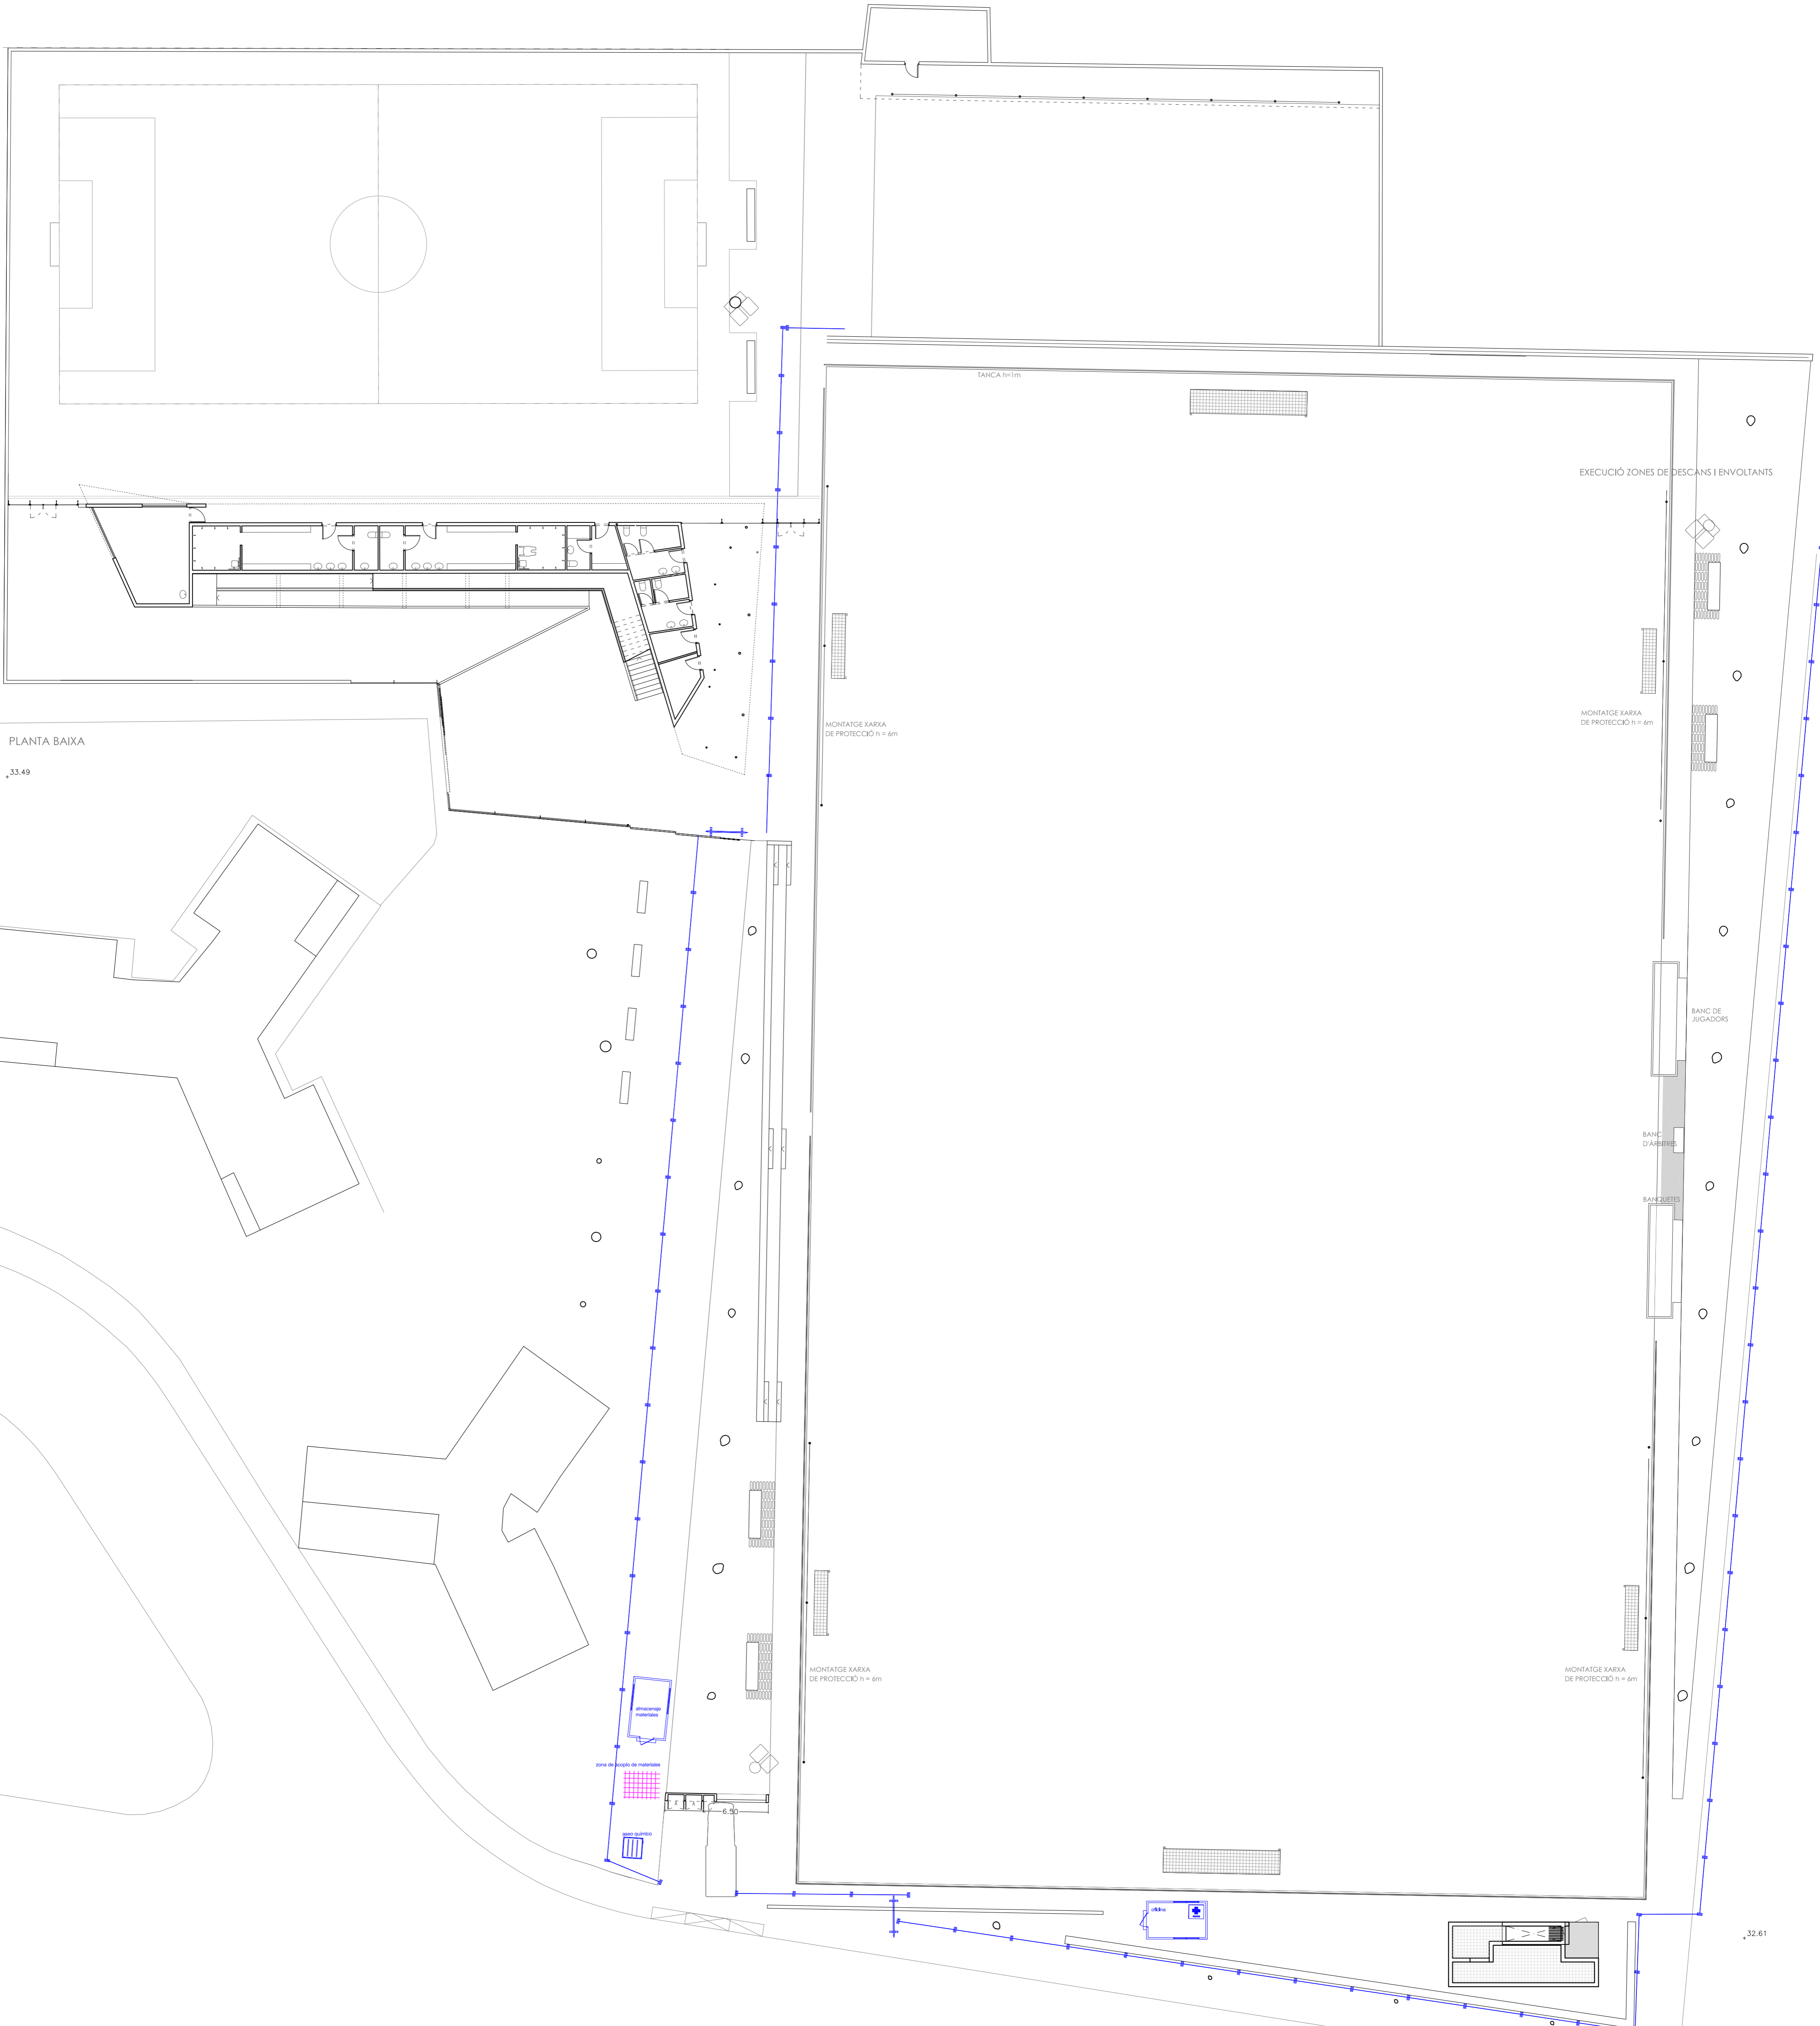 TANCA h=1m
EXECUCIÓ ZONES DE DESCANS I ENVOLTANTS
MONTATGE XARXA
DE PROTECCIÓ h = 6m
MONTATGE XARXA
DE PROTECCIÓ h = 6m
PLANTA BAIXA
33.49
BANC DE
JUGADORS
BANC
D'ÀRBITRES
BANQUETES
MONTATGE XARXA
DE PROTECCIÓ h = 6m
MONTATGE XARXA
DE PROTECCIÓ h = 6m
almacenaje
materiales
zona de acopio de materiales
6.50
aseo químico
oficina
32.61